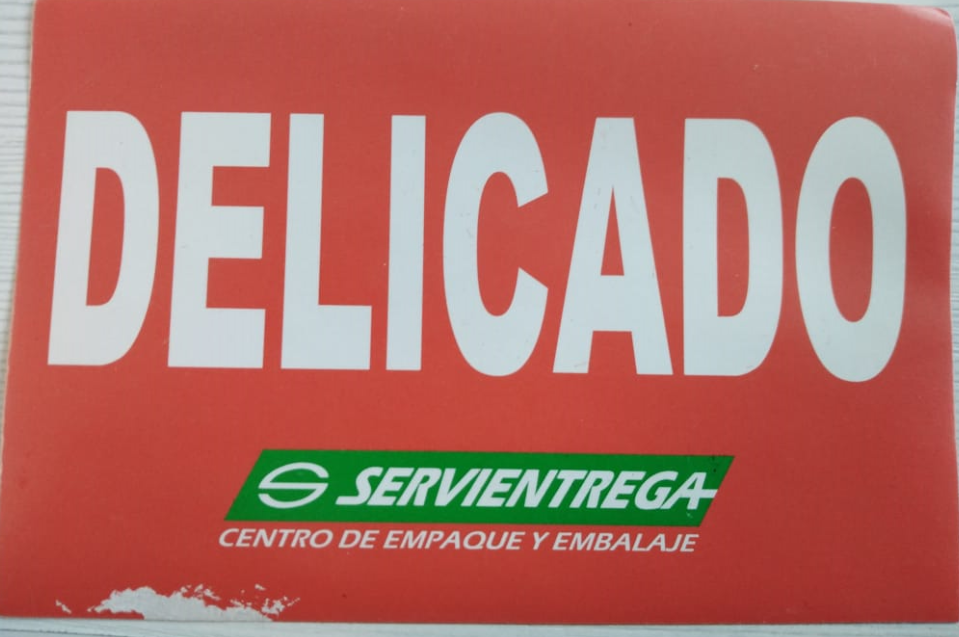 DELICADO
SERVIENTREGA
CENTRO DE EMPAQUE Y EMBALAJE